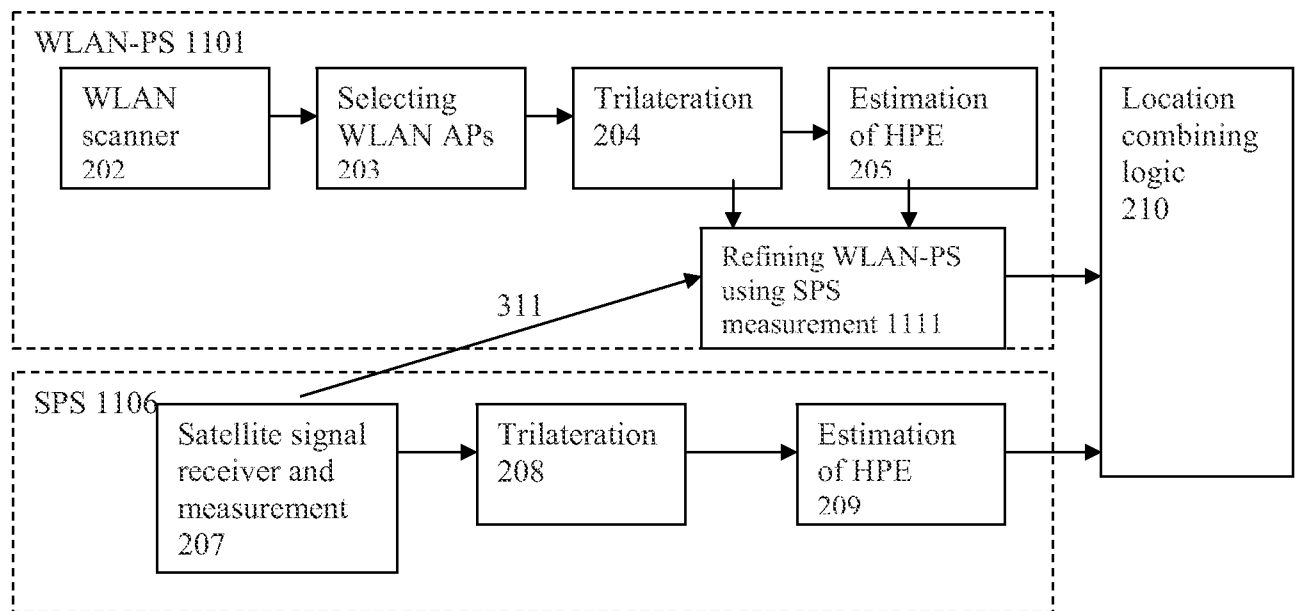 WLAN-PS 1101
WLAN
scanner
202
Selecting
WLAN APs
203
Trilateration
204
Estimation
of HPE
205
Location
combining
logic
210
Refining WLAN-PS
using SPS
measurement 1111
311
SPS 1106
Satellite signal
receiver and
measurement
207
Trilateration
208
Estimation
of HPE
209